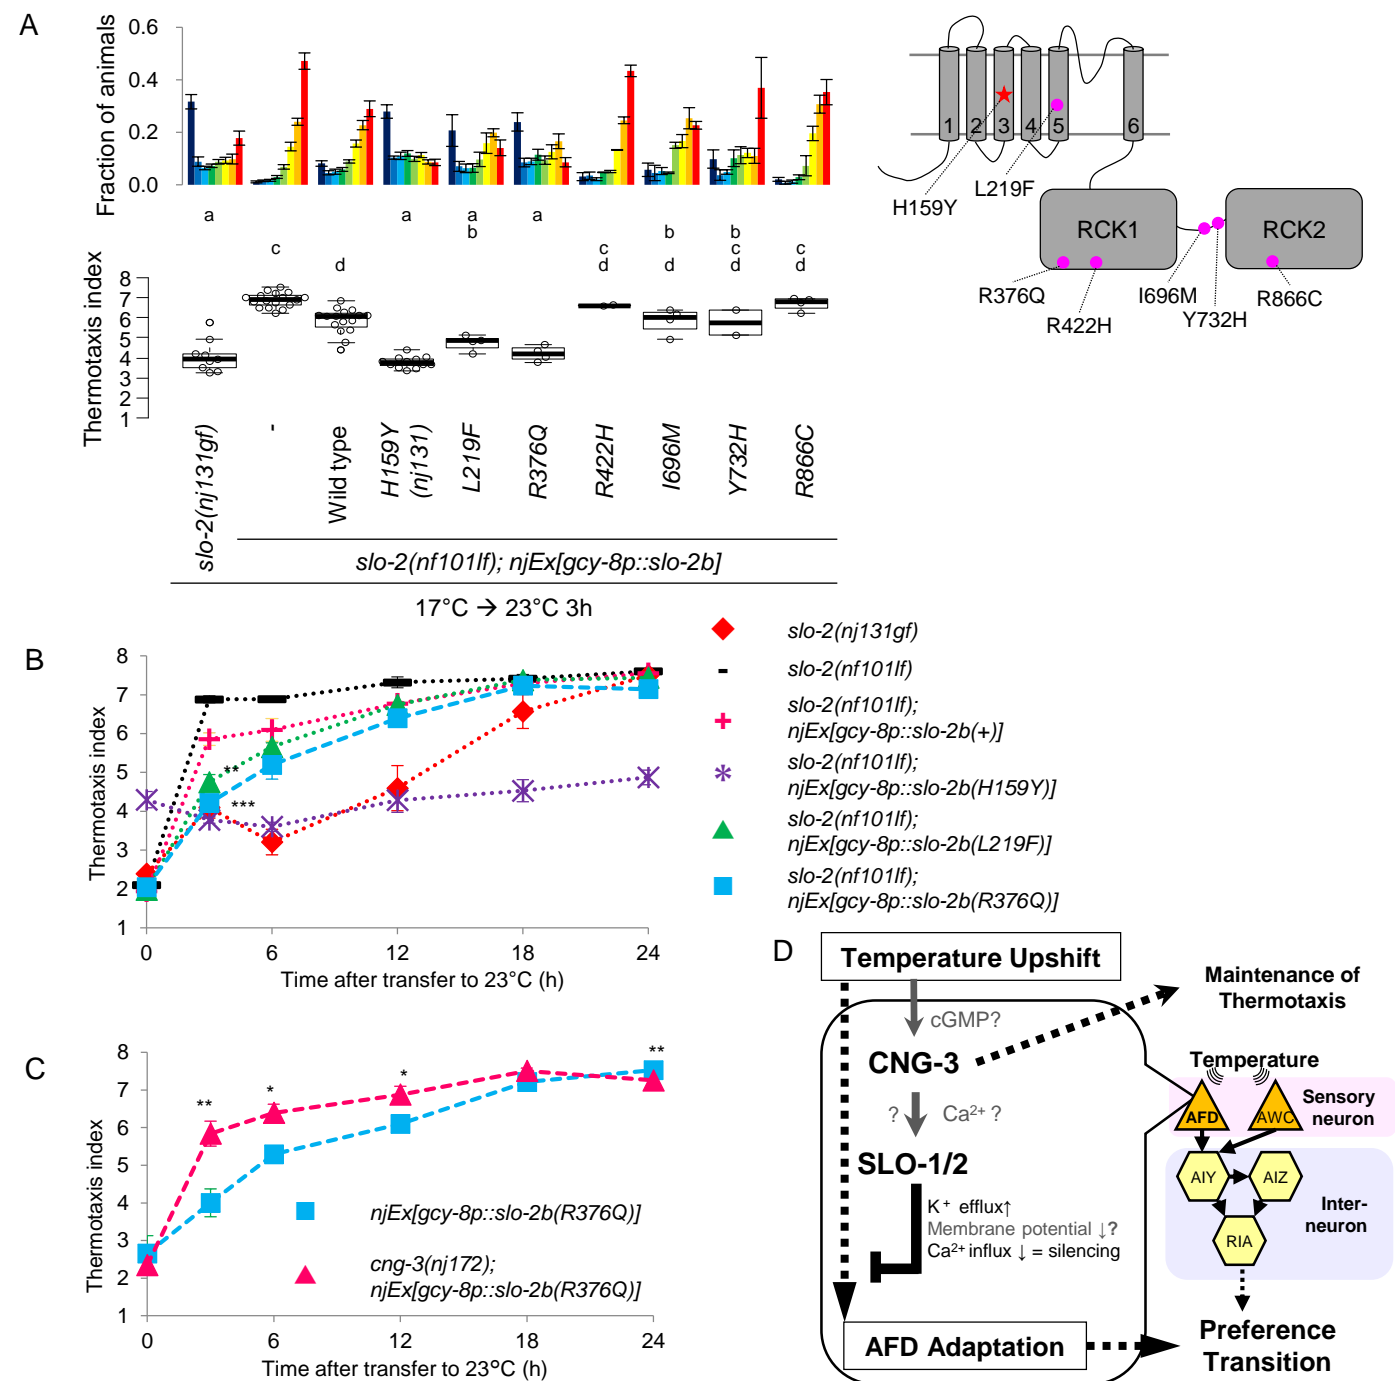 A
Fraction of animals
0.6
0.4
0.2
0.0
a
c
d
a
a
b
a
c
d
b
d
b
c
d
c
d
Thermotaxis index
8
7
6
5
4
3
2
1
slo-2(nj131gf)
-
Wild type
H159Y
(nj131)
L219F
R376Q
R422H
I696M
Y732H
R866C
slo-2(nf101lf); njEx[gcy-8p::slo-2b]
17°C → 23°C 3h
1
2
3
4
5
6
H159Y
L219F
RCK1
RCK2
R376Q
R422H
I696M
Y732H
R866C
B
Thermotaxis index
8
7
6
5
4
3
2
1
**
***
0
6
12
18
24
Time after transfer to 23°C (h)
slo-2(nj131gf)
slo-2(nf101lf)
slo-2(nf101lf);
njEx[gcy-8p::slo-2b(+)]
slo-2(nf101lf);
njEx[gcy-8p::slo-2b(H159Y)]
slo-2(nf101lf);
njEx[gcy-8p::slo-2b(L219F)]
slo-2(nf101lf);
njEx[gcy-8p::slo-2b(R376Q)]
C
Thermotaxis index
8
7
6
5
4
3
2
1
**
*
*
**
njEx[gcy-8p::slo-2b(R376Q)]
cng-3(nj172);
njEx[gcy-8p::slo-2b(R376Q)]
0
6
12
18
24
Time after transfer to 23°C (h)
D
Temperature Upshift
cGMP?
CNG-3
? Ca²⁺ ?
SLO-1/2
K⁺ efflux↑
Membrane potential ↓?
Ca²⁺ influx ↓ = silencing
AFD Adaptation
Maintenance of
Thermotaxis
Temperature
AFD
AWC
Sensory
neuron
AIY
AIZ
RIA
Inter-
neuron
Preference
Transition